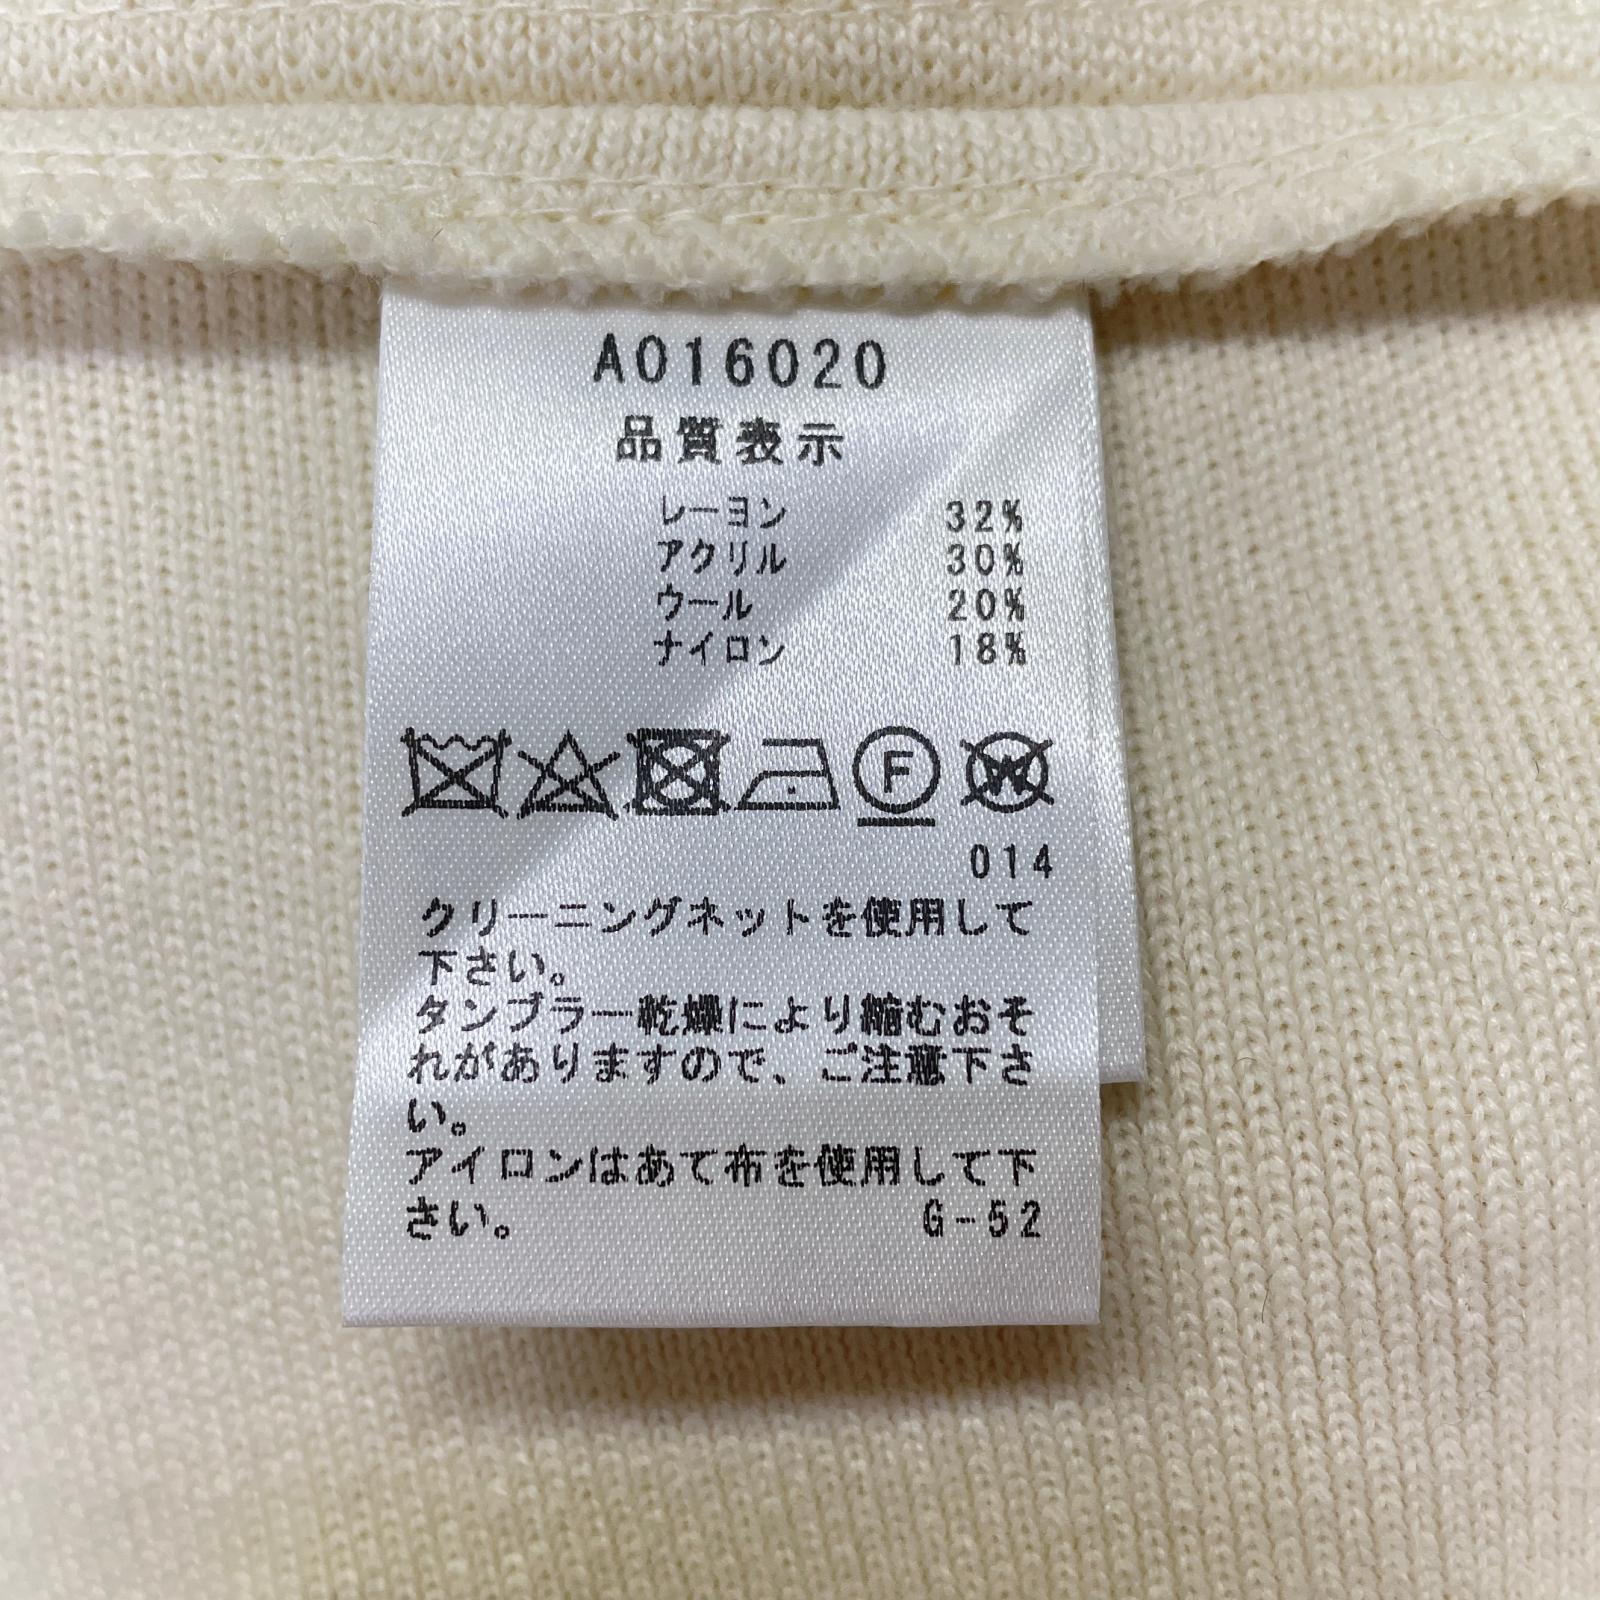 A016020
品質表示
レーヨン 32%
アクリル 30%
ウール 20%
ナイロン 18%
F W
014
クリーニングネットを使用して
下さい。
タンブラー乾燥により縮むおそ
れがありますので、ご注意下さ
い。
アイロンはあて布を使用して下
さい。 G-52